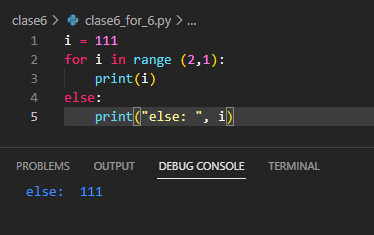 clase6 > clase6_for_6.py > ...
1 i = 111
2 for i in range (2,1):
3     print(i)
4 else:
5     print("else: ", i)
PROBLEMS OUTPUT DEBUG CONSOLE TERMINAL
else:  111